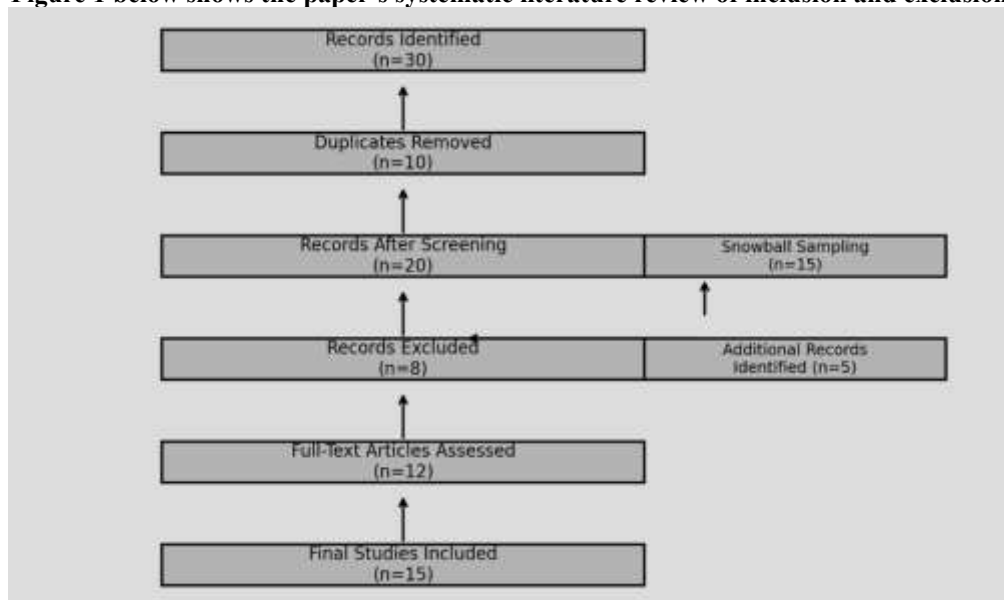 Figure 1 below shows the paper's systematic literature review of inclusion and exclusion
Records Identified
(n=30)
Duplicates Removed
(n=10)
Records After Screening
(n=20)
Snowball Sampling
(n=15)
Records Excluded
(n=8)
Additional Records
Identified (n=5)
Full-Text Articles Assessed
(n=12)
Final Studies Included
(n=15)